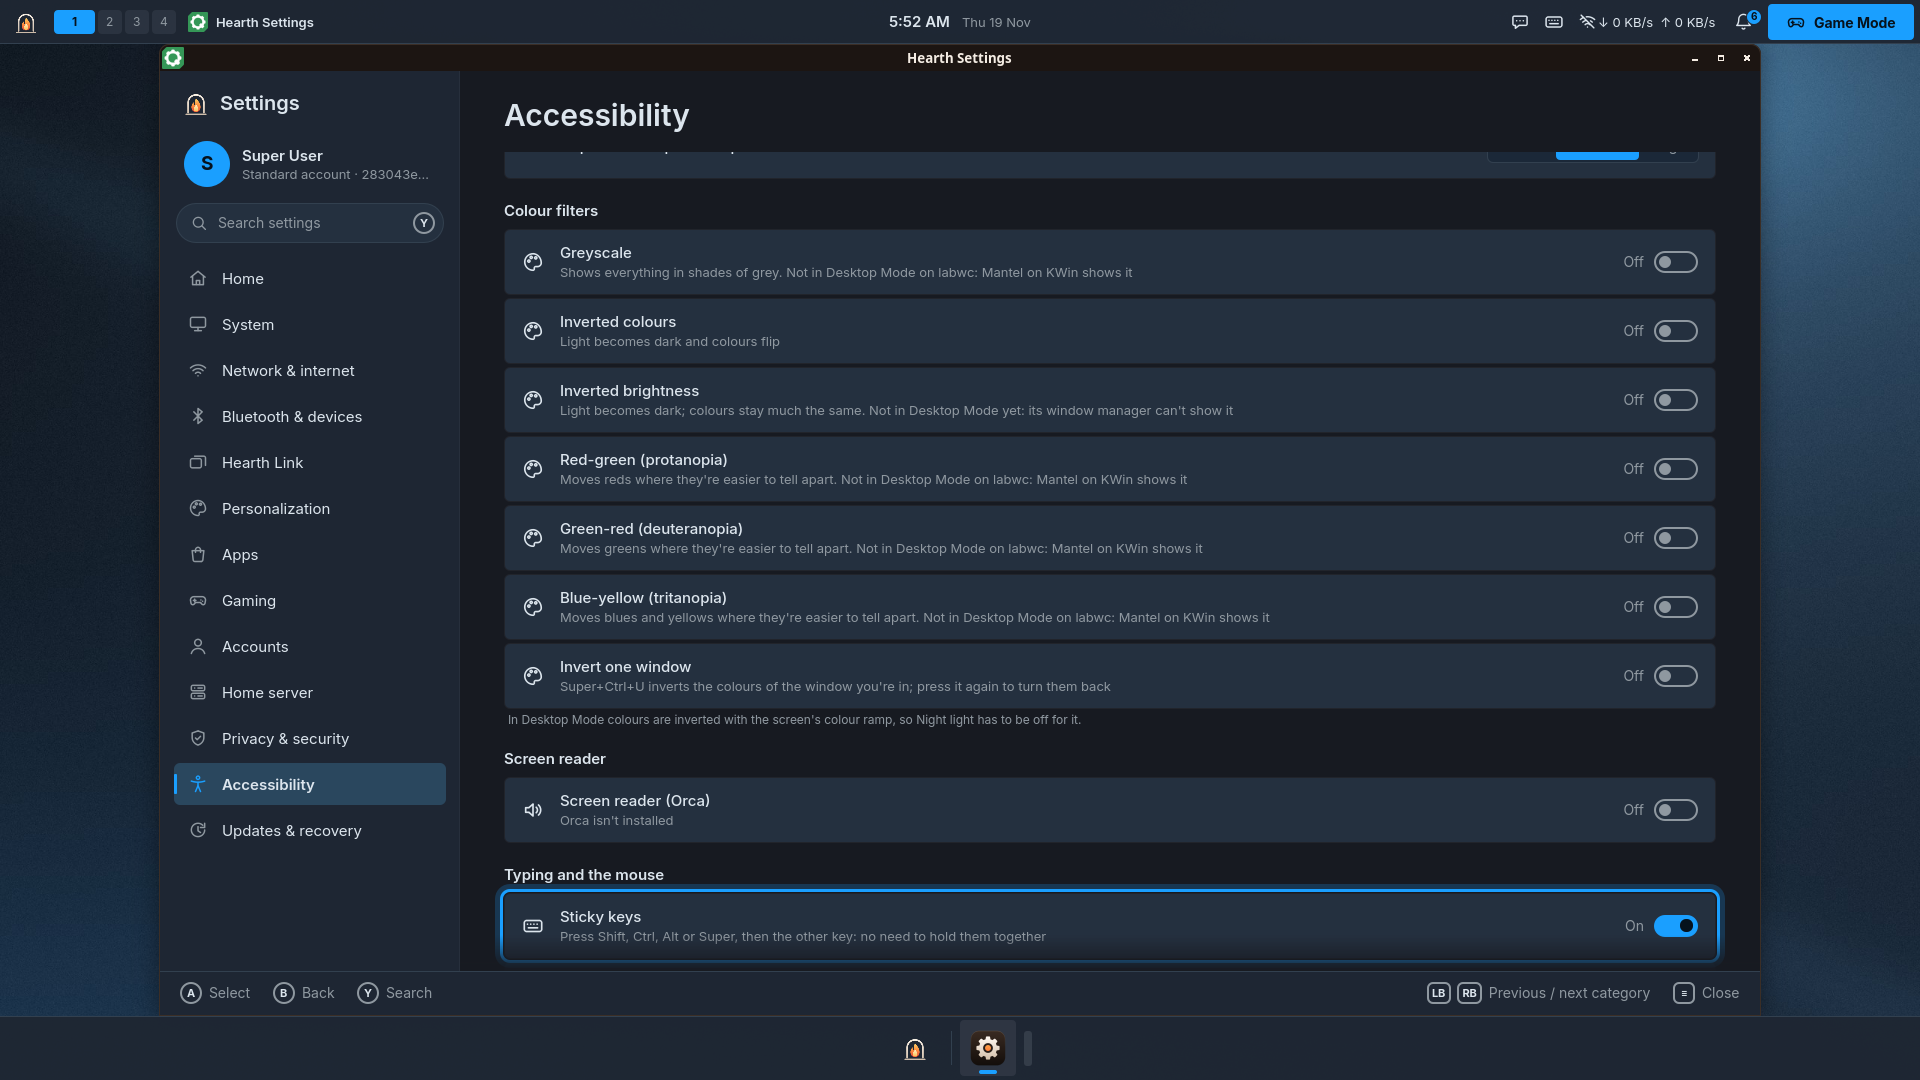 1 2 3 4 Hearth Settings
5:52 AM Thu 19 Nov
↓ 0 KB/s ↑ 0 KB/s 6 Game Mode
Hearth Settings
Settings
S
Super User
Standard account · 283043e...
Search settings Y
Home
System
Network & internet
Bluetooth & devices
Hearth Link
Personalization
Apps
Gaming
Accounts
Home server
Privacy & security
Accessibility
Updates & recovery
Accessibility
Colour filters
Greyscale
Shows everything in shades of grey. Not in Desktop Mode on labwc: Mantel on KWin shows it
Off
Inverted colours
Light becomes dark and colours flip
Off
Inverted brightness
Light becomes dark; colours stay much the same. Not in Desktop Mode yet: its window manager can't show it
Off
Red-green (protanopia)
Moves reds where they're easier to tell apart. Not in Desktop Mode on labwc: Mantel on KWin shows it
Off
Green-red (deuteranopia)
Moves greens where they're easier to tell apart. Not in Desktop Mode on labwc: Mantel on KWin shows it
Off
Blue-yellow (tritanopia)
Moves blues and yellows where they're easier to tell apart. Not in Desktop Mode on labwc: Mantel on KWin shows it
Off
Invert one window
Super+Ctrl+U inverts the colours of the window you're in; press it again to turn them back
Off
In Desktop Mode colours are inverted with the screen's colour ramp, so Night light has to be off for it.
Screen reader
Screen reader (Orca)
Orca isn't installed
Off
Typing and the mouse
Sticky keys
Press Shift, Ctrl, Alt or Super, then the other key: no need to hold them together
On
A Select B Back Y Search
LB RB Previous / next category ≡ Close